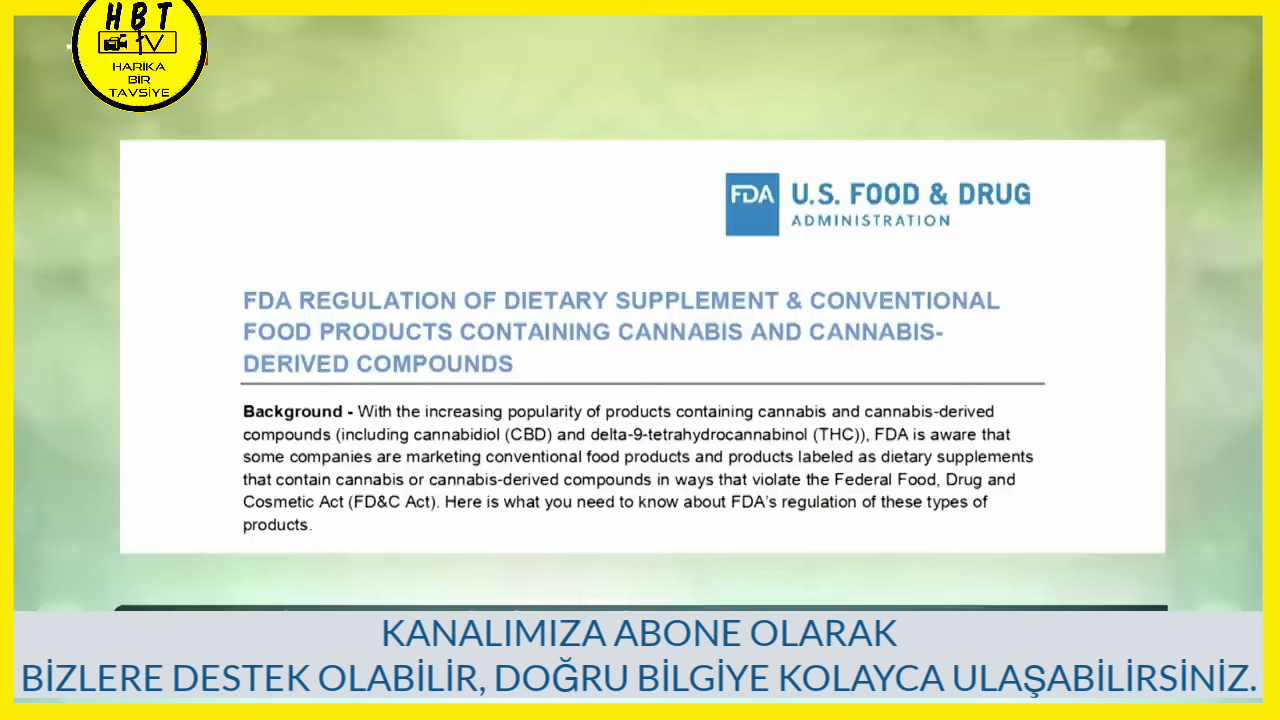 HBT
TV
HARIKA
BİR
TAVSİYE
FDA U.S. FOOD & DRUG
ADMINISTRATION
FDA REGULATION OF DIETARY SUPPLEMENT & CONVENTIONAL
FOOD PRODUCTS CONTAINING CANNABIS AND CANNABIS-
DERIVED COMPOUNDS
Background - With the increasing popularity of products containing cannabis and cannabis-derived
compounds (including cannabidiol (CBD) and delta-9-tetrahydrocannabinol (THC)), FDA is aware that
some companies are marketing conventional food products and products labeled as dietary supplements
that contain cannabis or cannabis-derived compounds in ways that violate the Federal Food, Drug and
Cosmetic Act (FD&C Act). Here is what you need to know about FDA's regulation of these types of
products.
KANALIMIZA ABONE OLARAK
BİZLERE DESTEK OLABİLİR, DOĞRU BİLGİYE KOLAYCA ULAŞABİLİRSİNİZ.